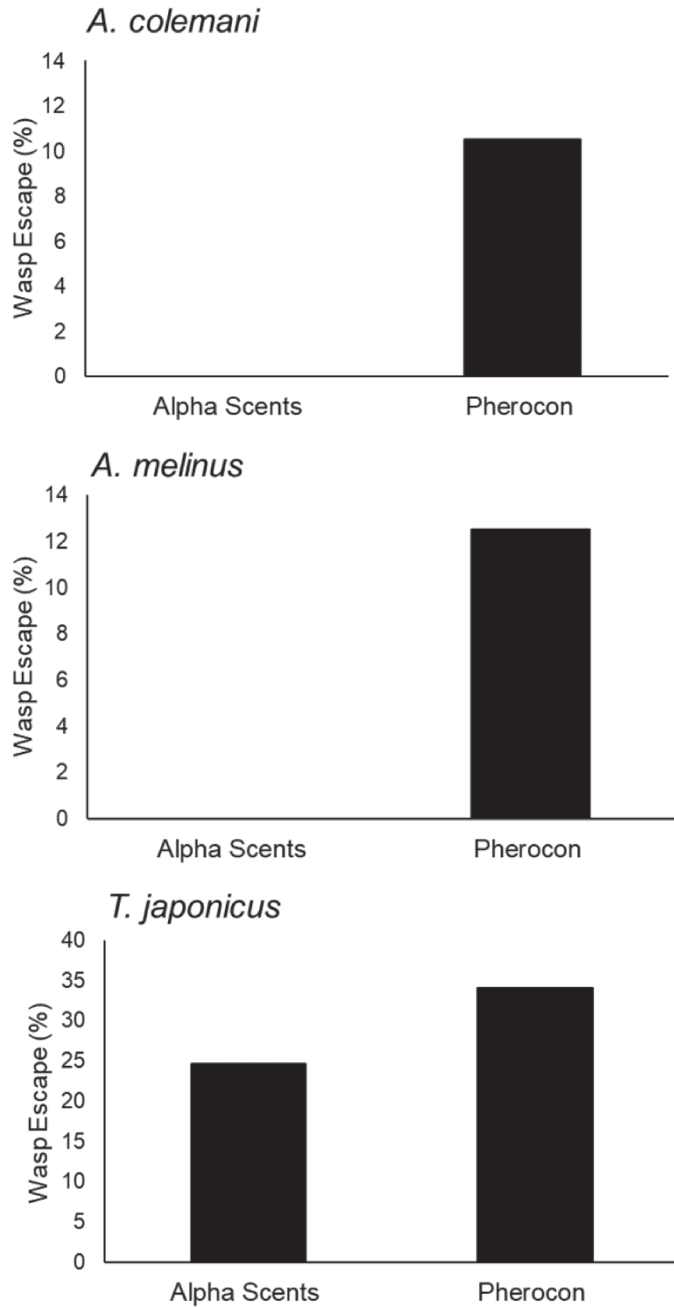 A. colemani
Wasp Escape (%)
14
12
10
8
6
4
2
0
Alpha Scents Pherocon
A. melinus
Wasp Escape (%)
14
12
10
8
6
4
2
0
Alpha Scents Pherocon
T. japonicus
Wasp Escape (%)
40
35
30
25
20
15
10
5
0
Alpha Scents Pherocon